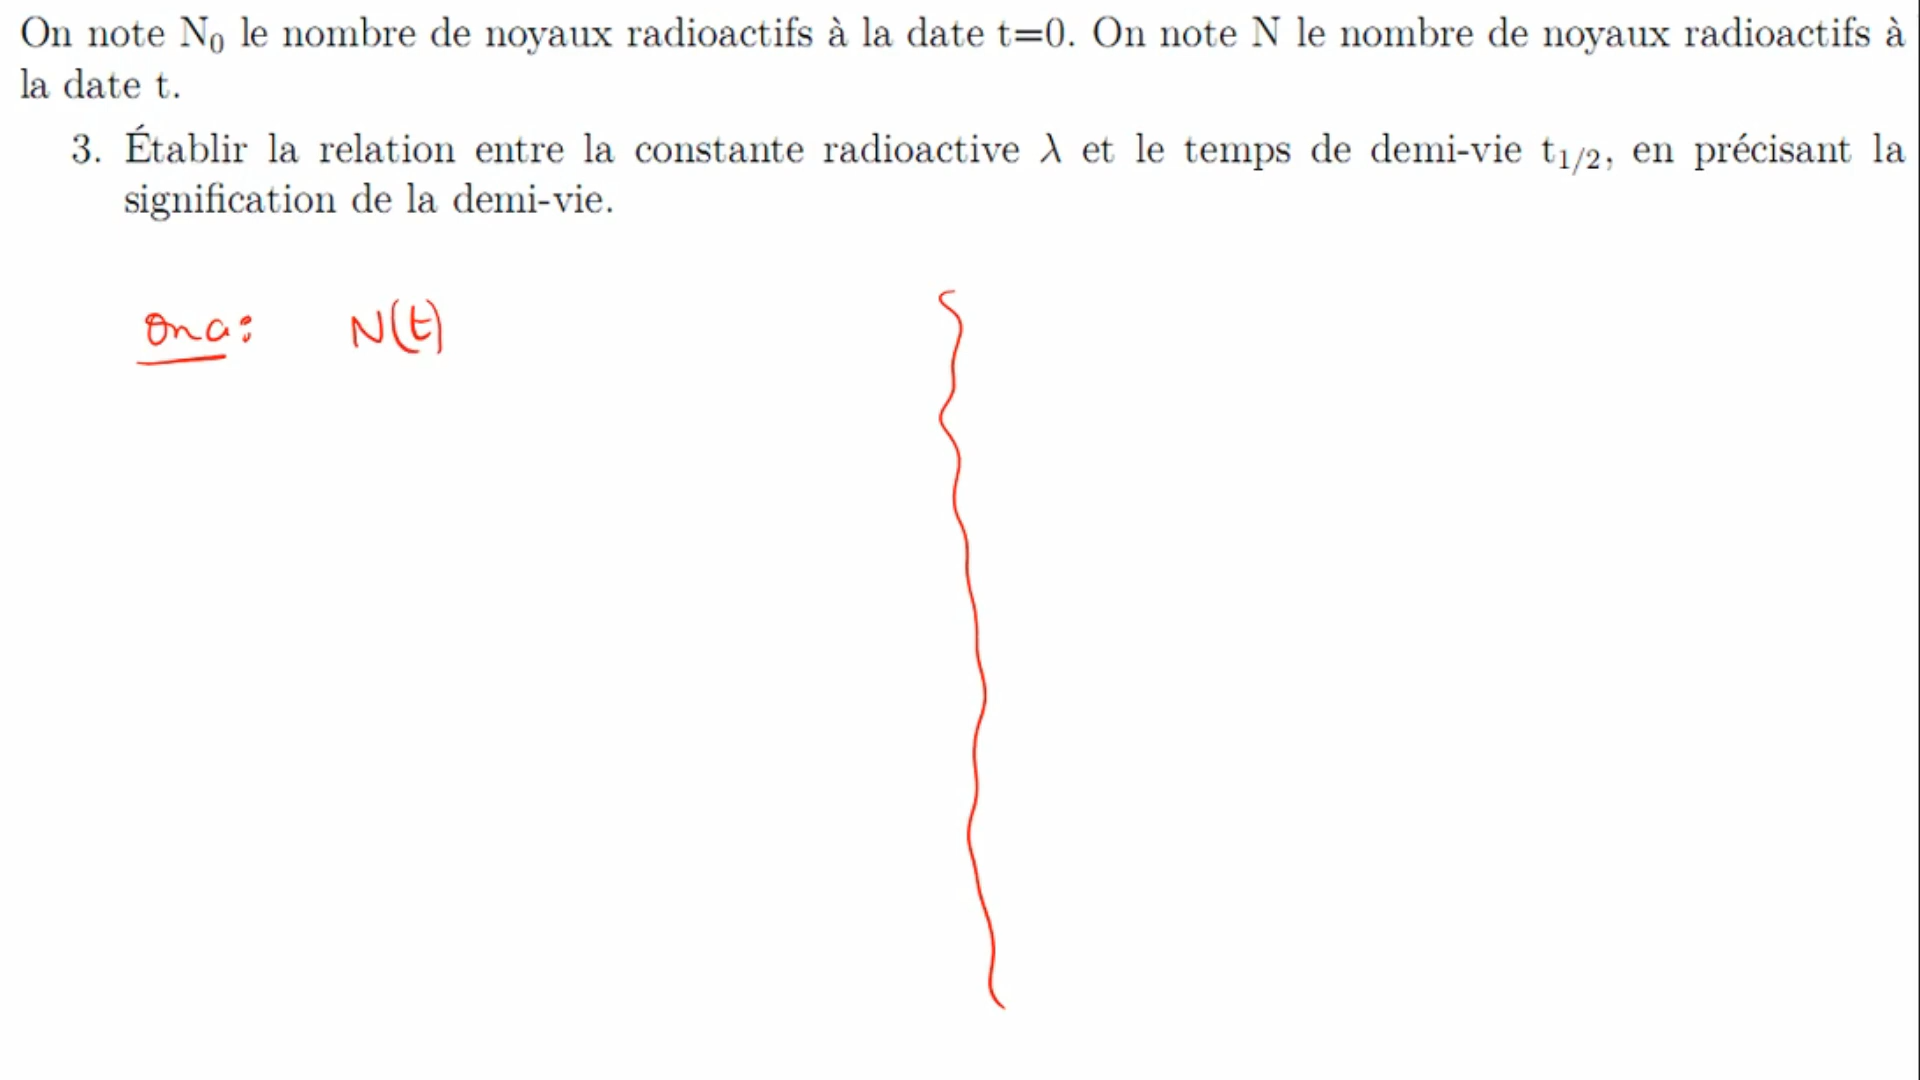 On note N₀ le nombre de noyaux radioactifs à la date t=0. On note N le nombre de noyaux radioactifs à
la date t.
3. Établir la relation entre la constante radioactive λ et le temps de demi-vie t₁/₂, en précisant la
signification de la demi-vie.
On a : N(t)